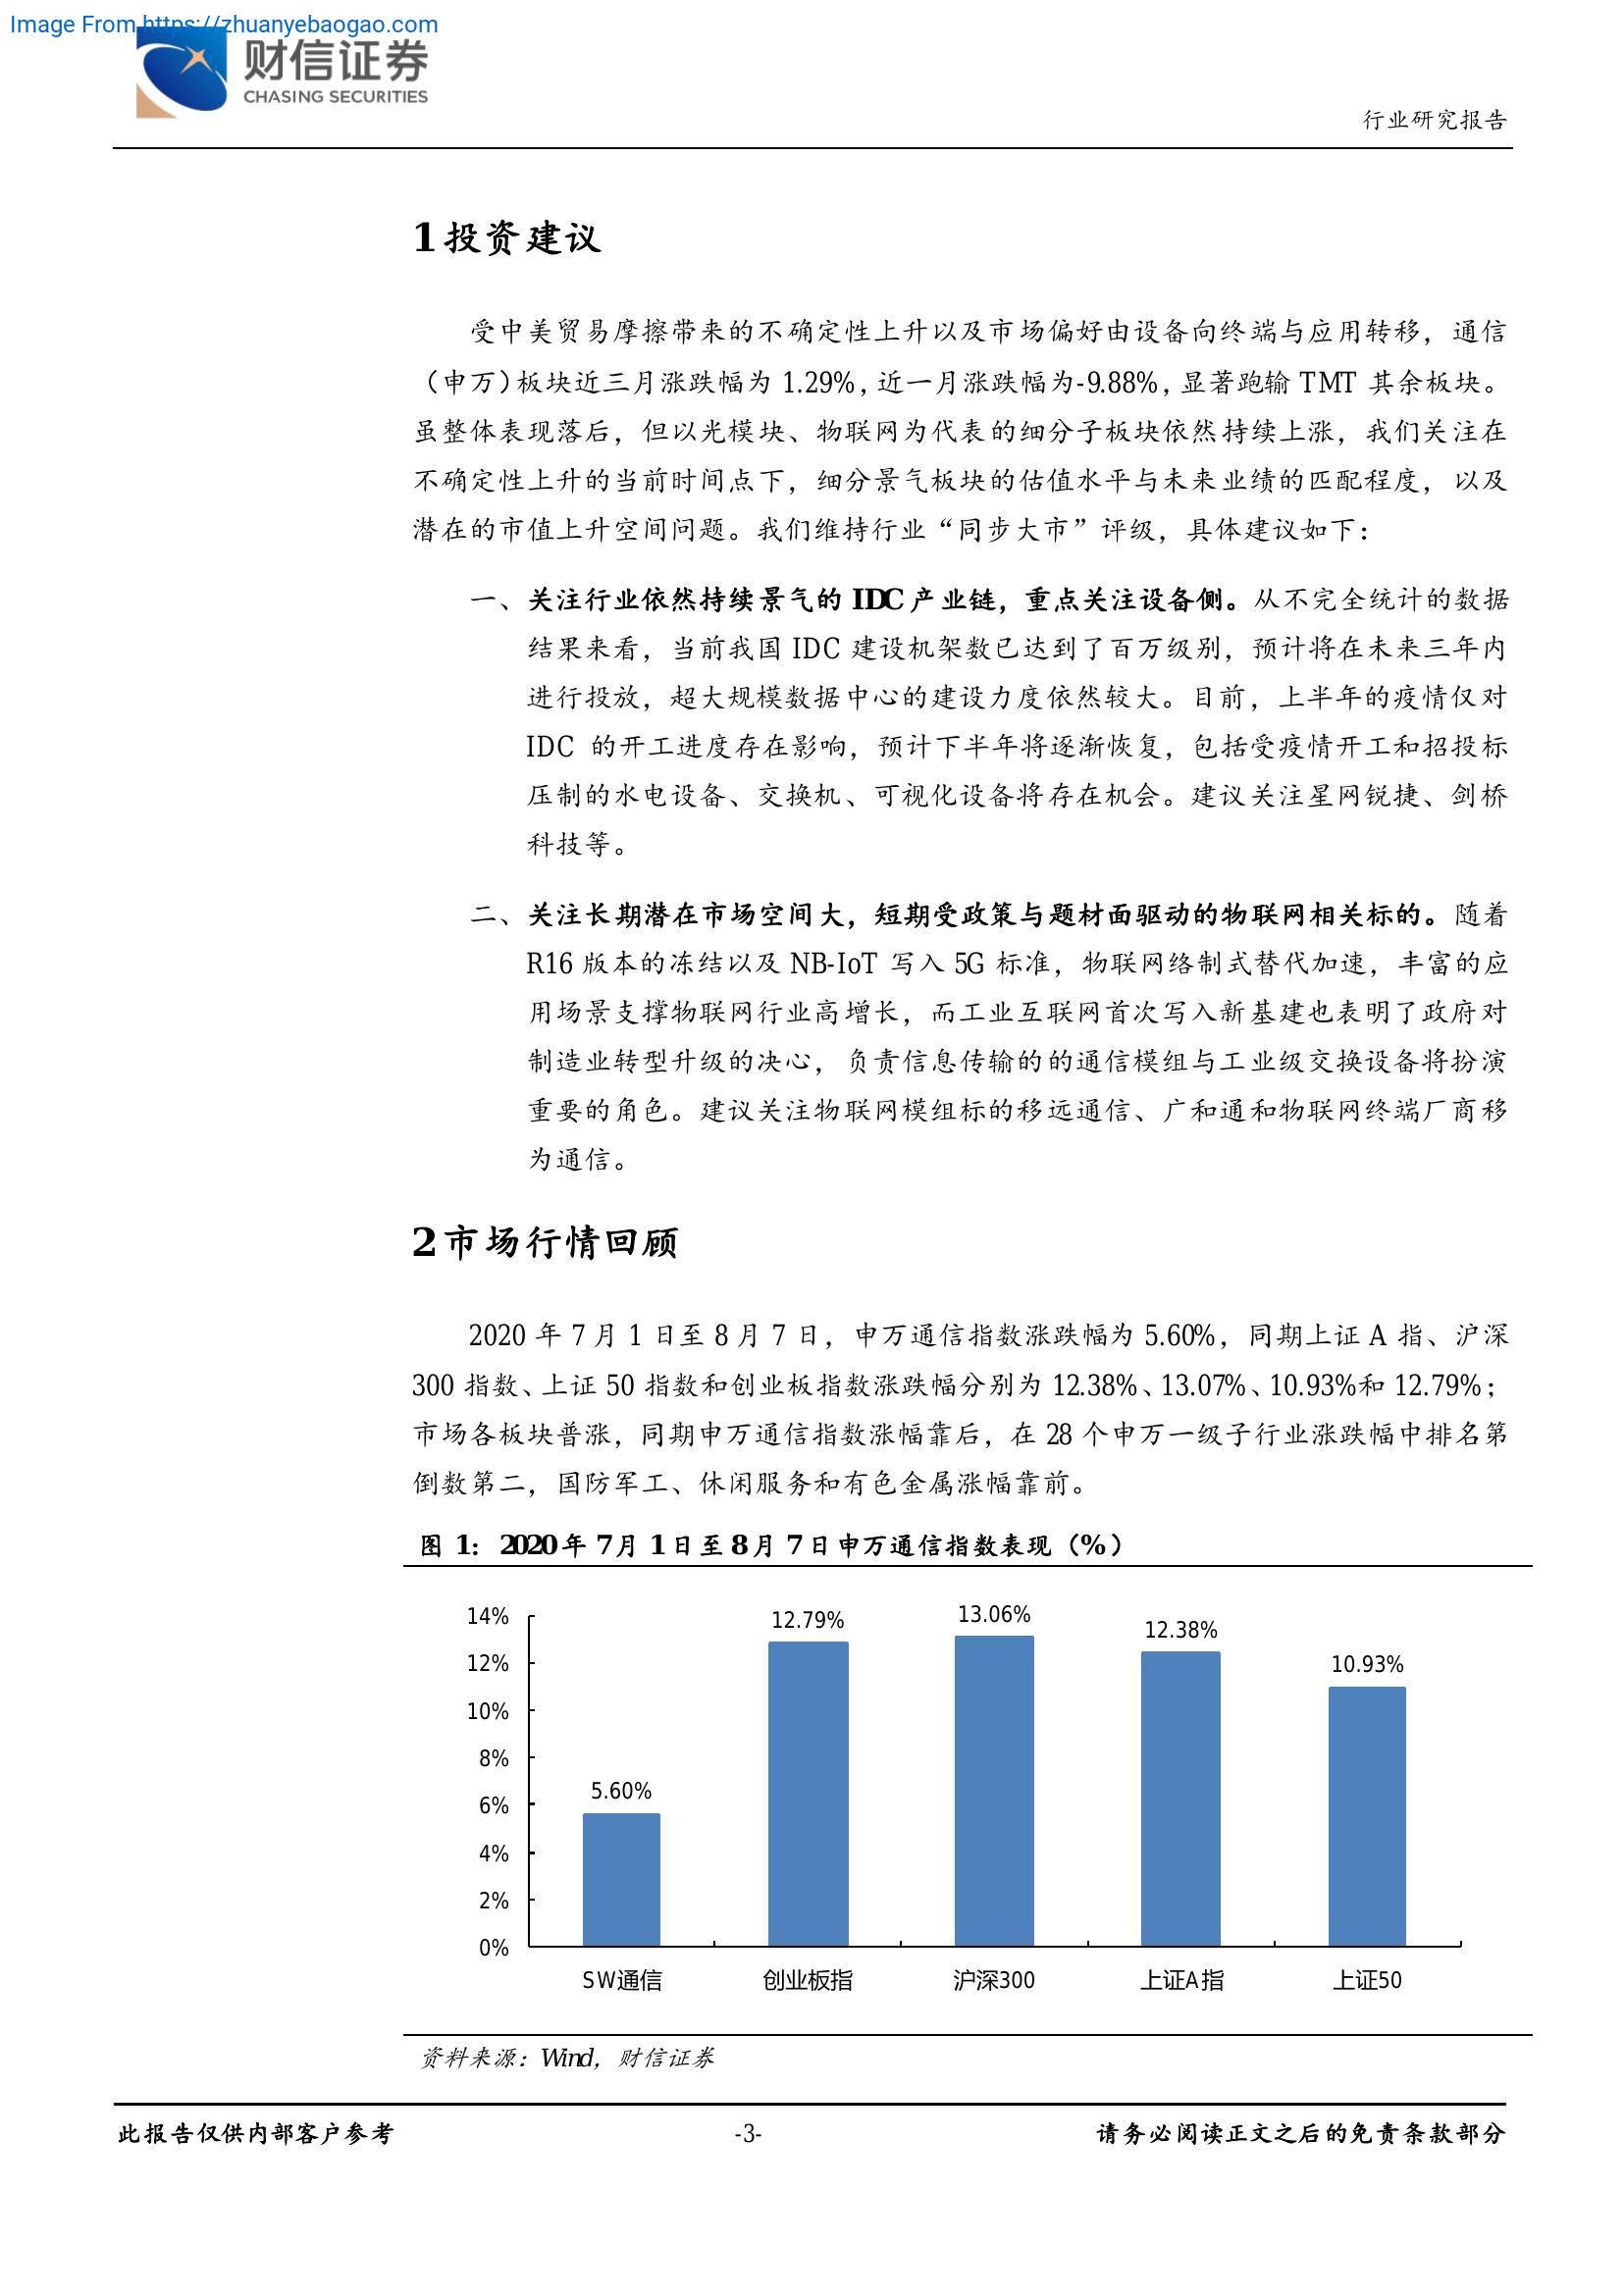 Image From https://zhuanyebaogao.com
财信证券
CHASING SECURITIES
行业研究报告
1投资建议
受中美贸易摩擦带来的不确定性上升以及市场偏好由设备向终端与应用转移，通信
（申万）板块近三月涨跌幅为 1.29%，近一月涨跌幅为-9.88%，显著跑输 TMT 其余板块。
虽整体表现落后，但以光模块、物联网为代表的细分子板块依然持续上涨，我们关注在
不确定性上升的当前时间点下，细分景气板块的估值水平与未来业绩的匹配程度，以及
潜在的市值上升空间问题。我们维持行业“同步大市”评级，具体建议如下：
一、关注行业依然持续景气的 IDC 产业链，重点关注设备侧。从不完全统计的数据
结果来看，当前我国 IDC 建设机架数已达到了百万级别，预计将在未来三年内
进行投放，超大规模数据中心的建设力度依然较大。目前，上半年的疫情仅对
IDC 的开工进度存在影响，预计下半年将逐渐恢复，包括受疫情开工和招投标
压制的水电设备、交换机、可视化设备将存在机会。建议关注星网锐捷、剑桥
科技等。
二、关注长期潜在市场空间大，短期受政策与题材面驱动的物联网相关标的。随着
R16 版本的冻结以及 NB-IoT 写入 5G 标准，物联网络制式替代加速，丰富的应
用场景支撑物联网行业高增长，而工业互联网首次写入新基建也表明了政府对
制造业转型升级的决心，负责信息传输的的通信模组与工业级交换设备将扮演
重要的角色。建议关注物联网模组标的移远通信、广和通和物联网终端厂商移
为通信。
2市场行情回顾
2020 年 7 月 1 日至 8 月 7 日，申万通信指数涨跌幅为 5.60%，同期上证 A 指、沪深
300 指数、上证 50 指数和创业板指数涨跌幅分别为 12.38%、13.07%、10.93%和 12.79%；
市场各板块普涨，同期申万通信指数涨幅靠后，在 28 个申万一级子行业涨跌幅中排名第
倒数第二，国防军工、休闲服务和有色金属涨幅靠前。
图 1：2020 年 7 月 1 日至 8 月 7 日申万通信指数表现（%）
14%
12%
10%
8%
6%
4%
2%
0%
5.60%
12.79%
13.06%
12.38%
10.93%
SW通信
创业板指
沪深300
上证A指
上证50
资料来源：Wind，财信证券
此报告仅供内部客户参考
-3-
请务必阅读正文之后的免责条款部分